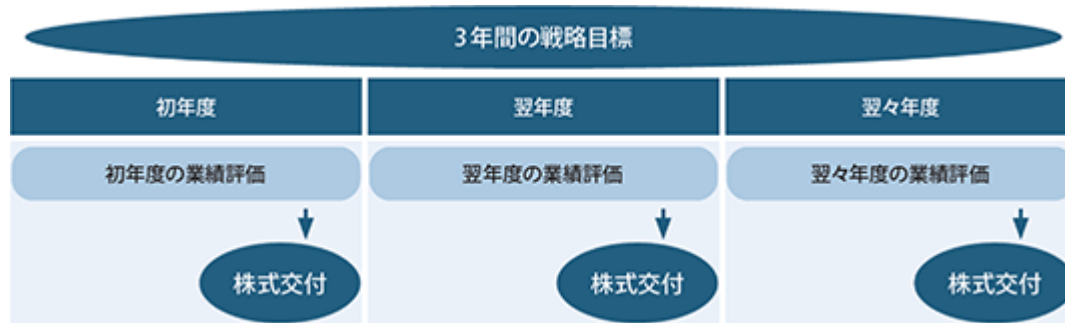 3年間の戦略目標
初年度
翌年度
翌々年度
初年度の業績評価
翌年度の業績評価
翌々年度の業績評価
株式交付
株式交付
株式交付